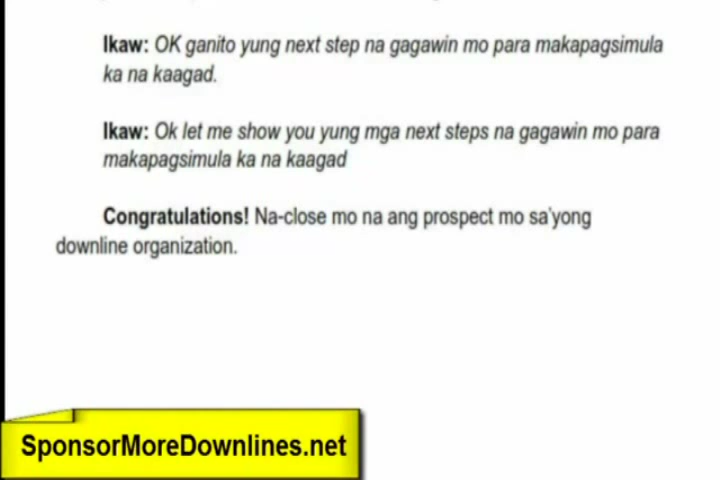 Ikaw: OK ganito yung next step na gagawin mo para makapagsimula
ka na kaagad.
Ikaw: Ok let me show you yung mga next steps na gagawin mo para
makapagsimula ka na kaagad
Congratulations! Na-close mo na ang prospect mo sa'yong
downline organization.
SponsorMoreDownlines.net